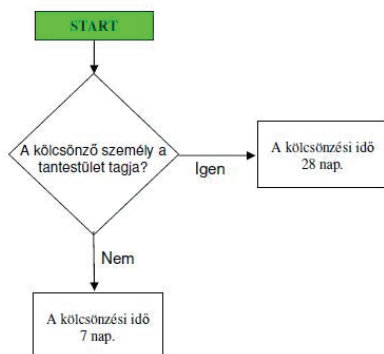 START
A kölcsönző személy a
tantestület tagja?
Igen
A kölcsönzési idő
28 nap.
Nem
A kölcsönzési idő
7 nap.